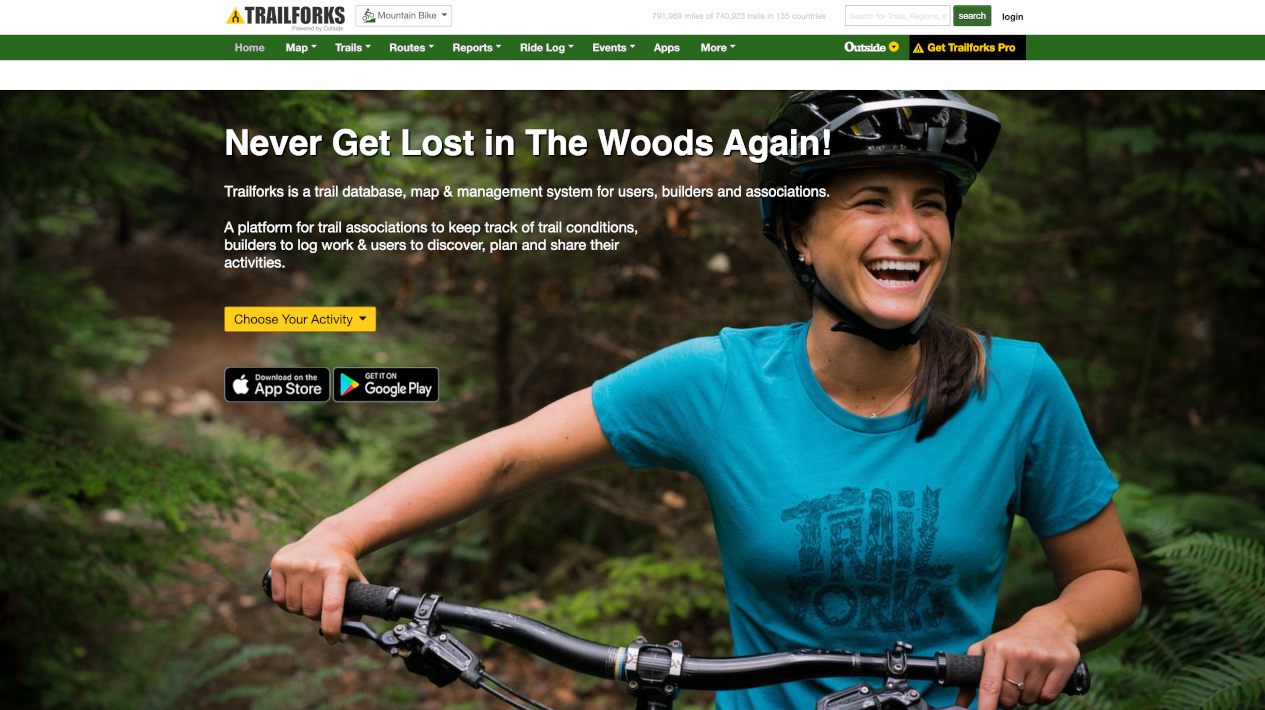 TRAILFORKS
Powered by Outside
Mountain Bike
791,969 miles of 740,923 trails in 135 countries
Search for Trails, Regions, e
search
login
Home Map Trails Routes Reports Ride Log Events Apps More
Outside
Get Trailforks Pro
Never Get Lost in The Woods Again!
Trailforks is a trail database, map & management system for users, builders and associations.
A platform for trail associations to keep track of trail conditions,
builders to log work & users to discover, plan and share their
activities.
Choose Your Activity
Download on the
App Store
GET IT ON
Google Play
TRAIL
FORKS